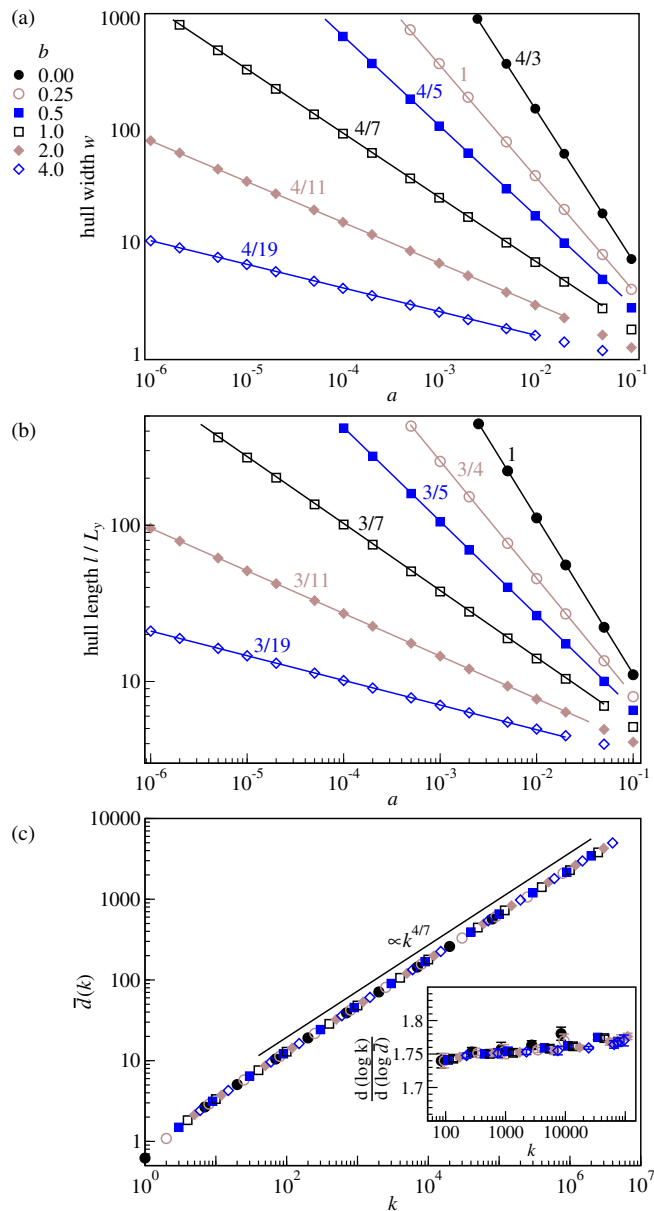 (a)
b
0.00
0.25
0.5
1.0
2.0
4.0
hull width w
1000
100
10
1
4/3
1
4/5
4/7
4/11
4/19
10^-6 10^-5 10^-4 10^-3 10^-2 10^-1
a
(b)
hull length l / L_y
100
10
1
3/4
3/5
3/7
3/11
3/19
10^-6 10^-5 10^-4 10^-3 10^-2 10^-1
a
(c)
d̄(k)
10000
1000
100
10
1
∝k^4/7
d (log k)
d (log d̄)
1.8
1.75
1.7
100 1000 10000
k
10^0 10^2 10^4 10^6 10^7
k